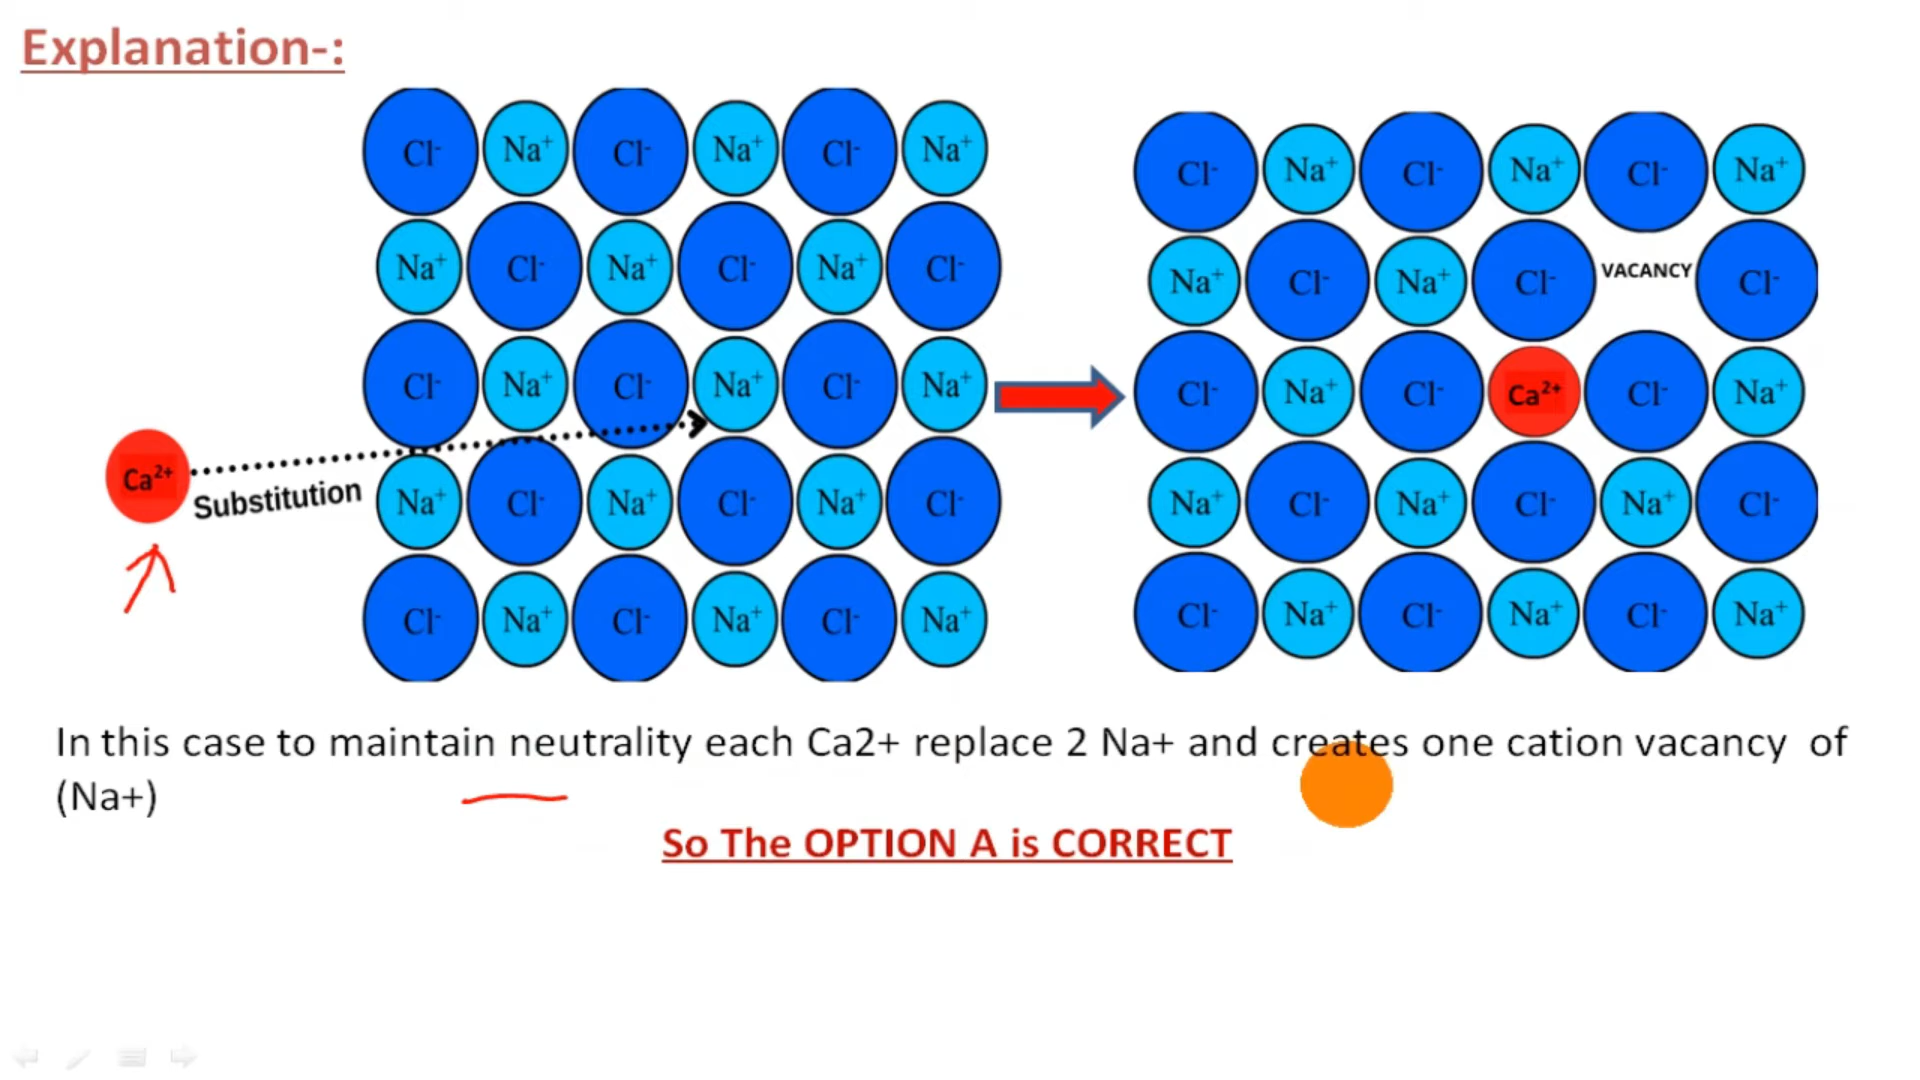 Explanation-:
Cl⁻ Na⁺ Cl⁻ Na⁺ Cl⁻ Na⁺
Na⁺ Cl⁻ Na⁺ Cl⁻ Na⁺ Cl⁻
Cl⁻ Na⁺ Cl⁻ Na⁺ Cl⁻ Na⁺
Ca²⁺
Substitution
Na⁺ Cl⁻ Na⁺ Cl⁻ Na⁺ Cl⁻
Cl⁻ Na⁺ Cl⁻ Na⁺ Cl⁻ Na⁺
Cl⁻ Na⁺ Cl⁻ Na⁺ Cl⁻ Na⁺
Na⁺ Cl⁻ Na⁺ Cl⁻ VACANCY Cl⁻
Cl⁻ Na⁺ Cl⁻ Ca²⁺ Cl⁻ Na⁺
Na⁺ Cl⁻ Na⁺ Cl⁻ Na⁺ Cl⁻
Cl⁻ Na⁺ Cl⁻ Na⁺ Cl⁻ Na⁺
In this case to maintain neutrality each Ca2+ replace 2 Na+ and creates one cation vacancy of
(Na+)
So The OPTION A is CORRECT